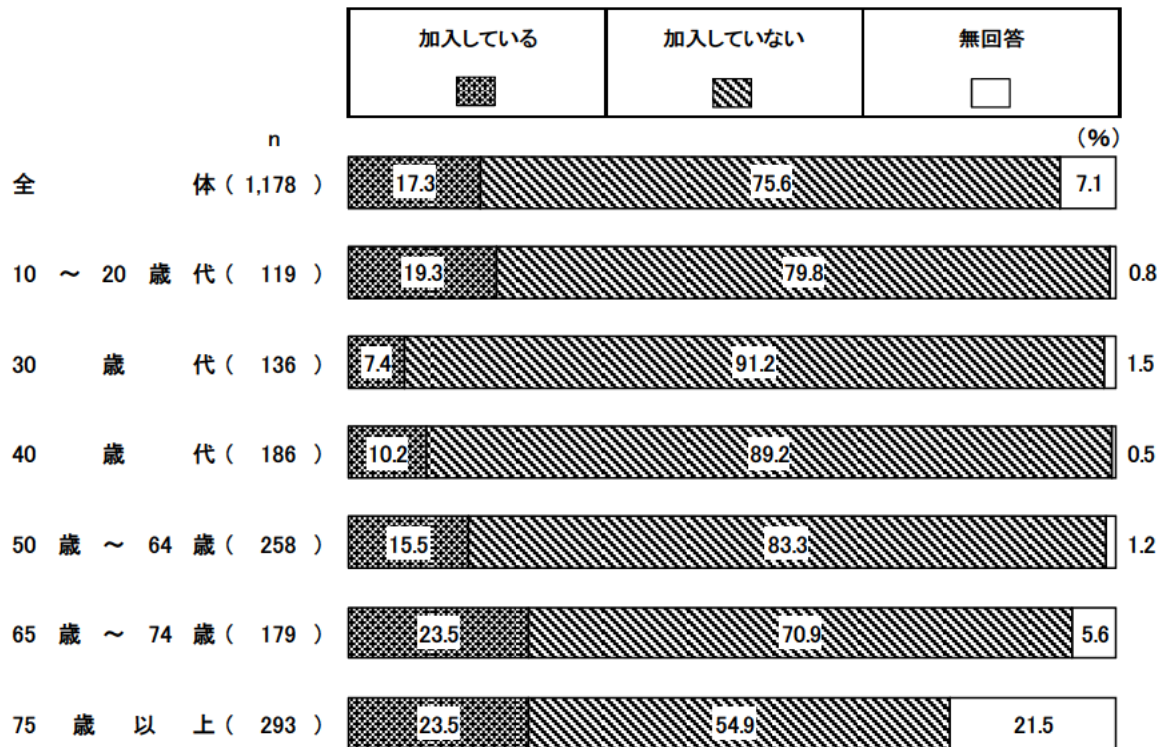 加入している 加入していない 無回答
n (%)
全体( 1,178 ) 17.3 75.6 7.1
10 ~ 20 歳代( 119 ) 19.3 79.8 0.8
30 歳代( 136 ) 7.4 91.2 1.5
40 歳代( 186 ) 10.2 89.2 0.5
50 歳 ~ 64 歳( 258 ) 15.5 83.3 1.2
65 歳 ~ 74 歳( 179 ) 23.5 70.9 5.6
75 歳以上( 293 ) 23.5 54.9 21.5